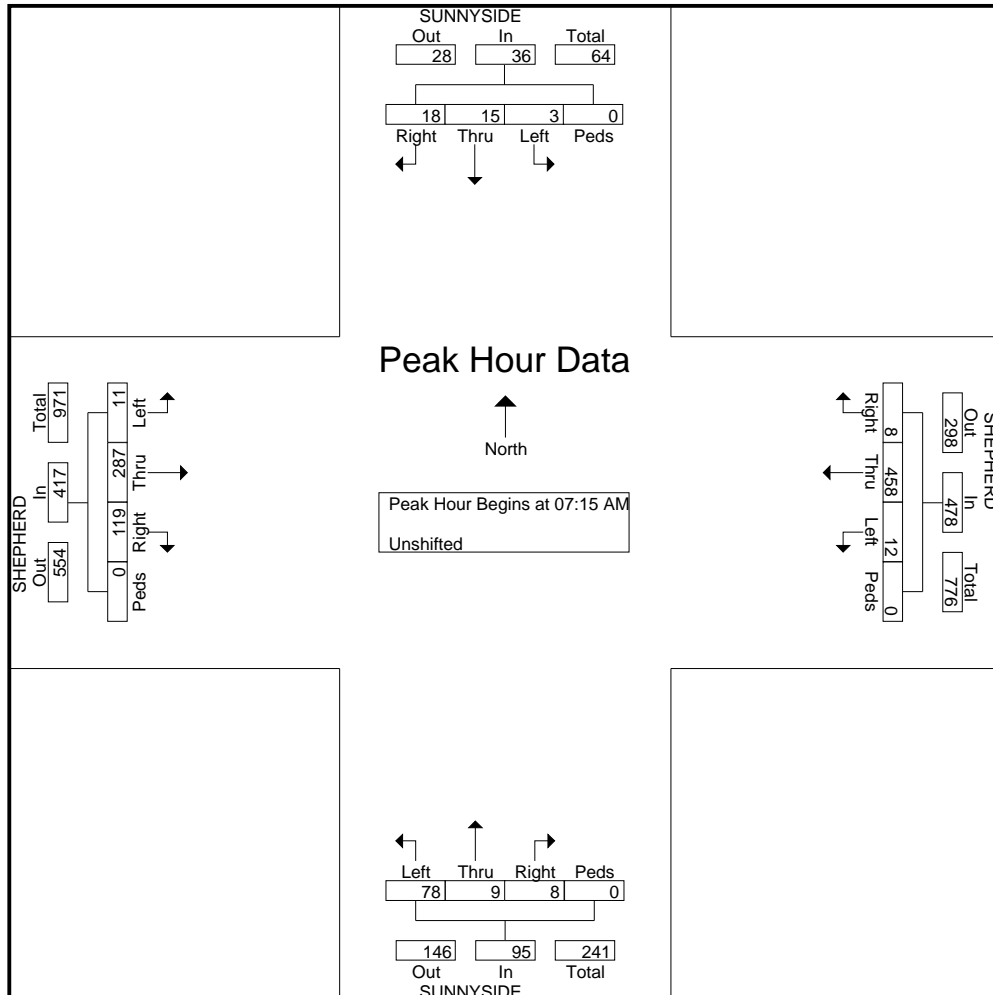 SUNNYSIDE
Out In Total
28 36 64
18 15 3 0
Right Thru Left Peds
Peak Hour Data
North
Peak Hour Begins at 07:15 AM
Unshifted
SHEPHERD
Total In Out
971 417 554
11 287 119 0
Left Thru Right Peds
SHEPHERD
Out In Total
298 478 776
8 458 12 0
Right Thru Left Peds
Left Thru Right Peds
78 9 8 0
146 95 241
Out In Total
SUNNYSIDE